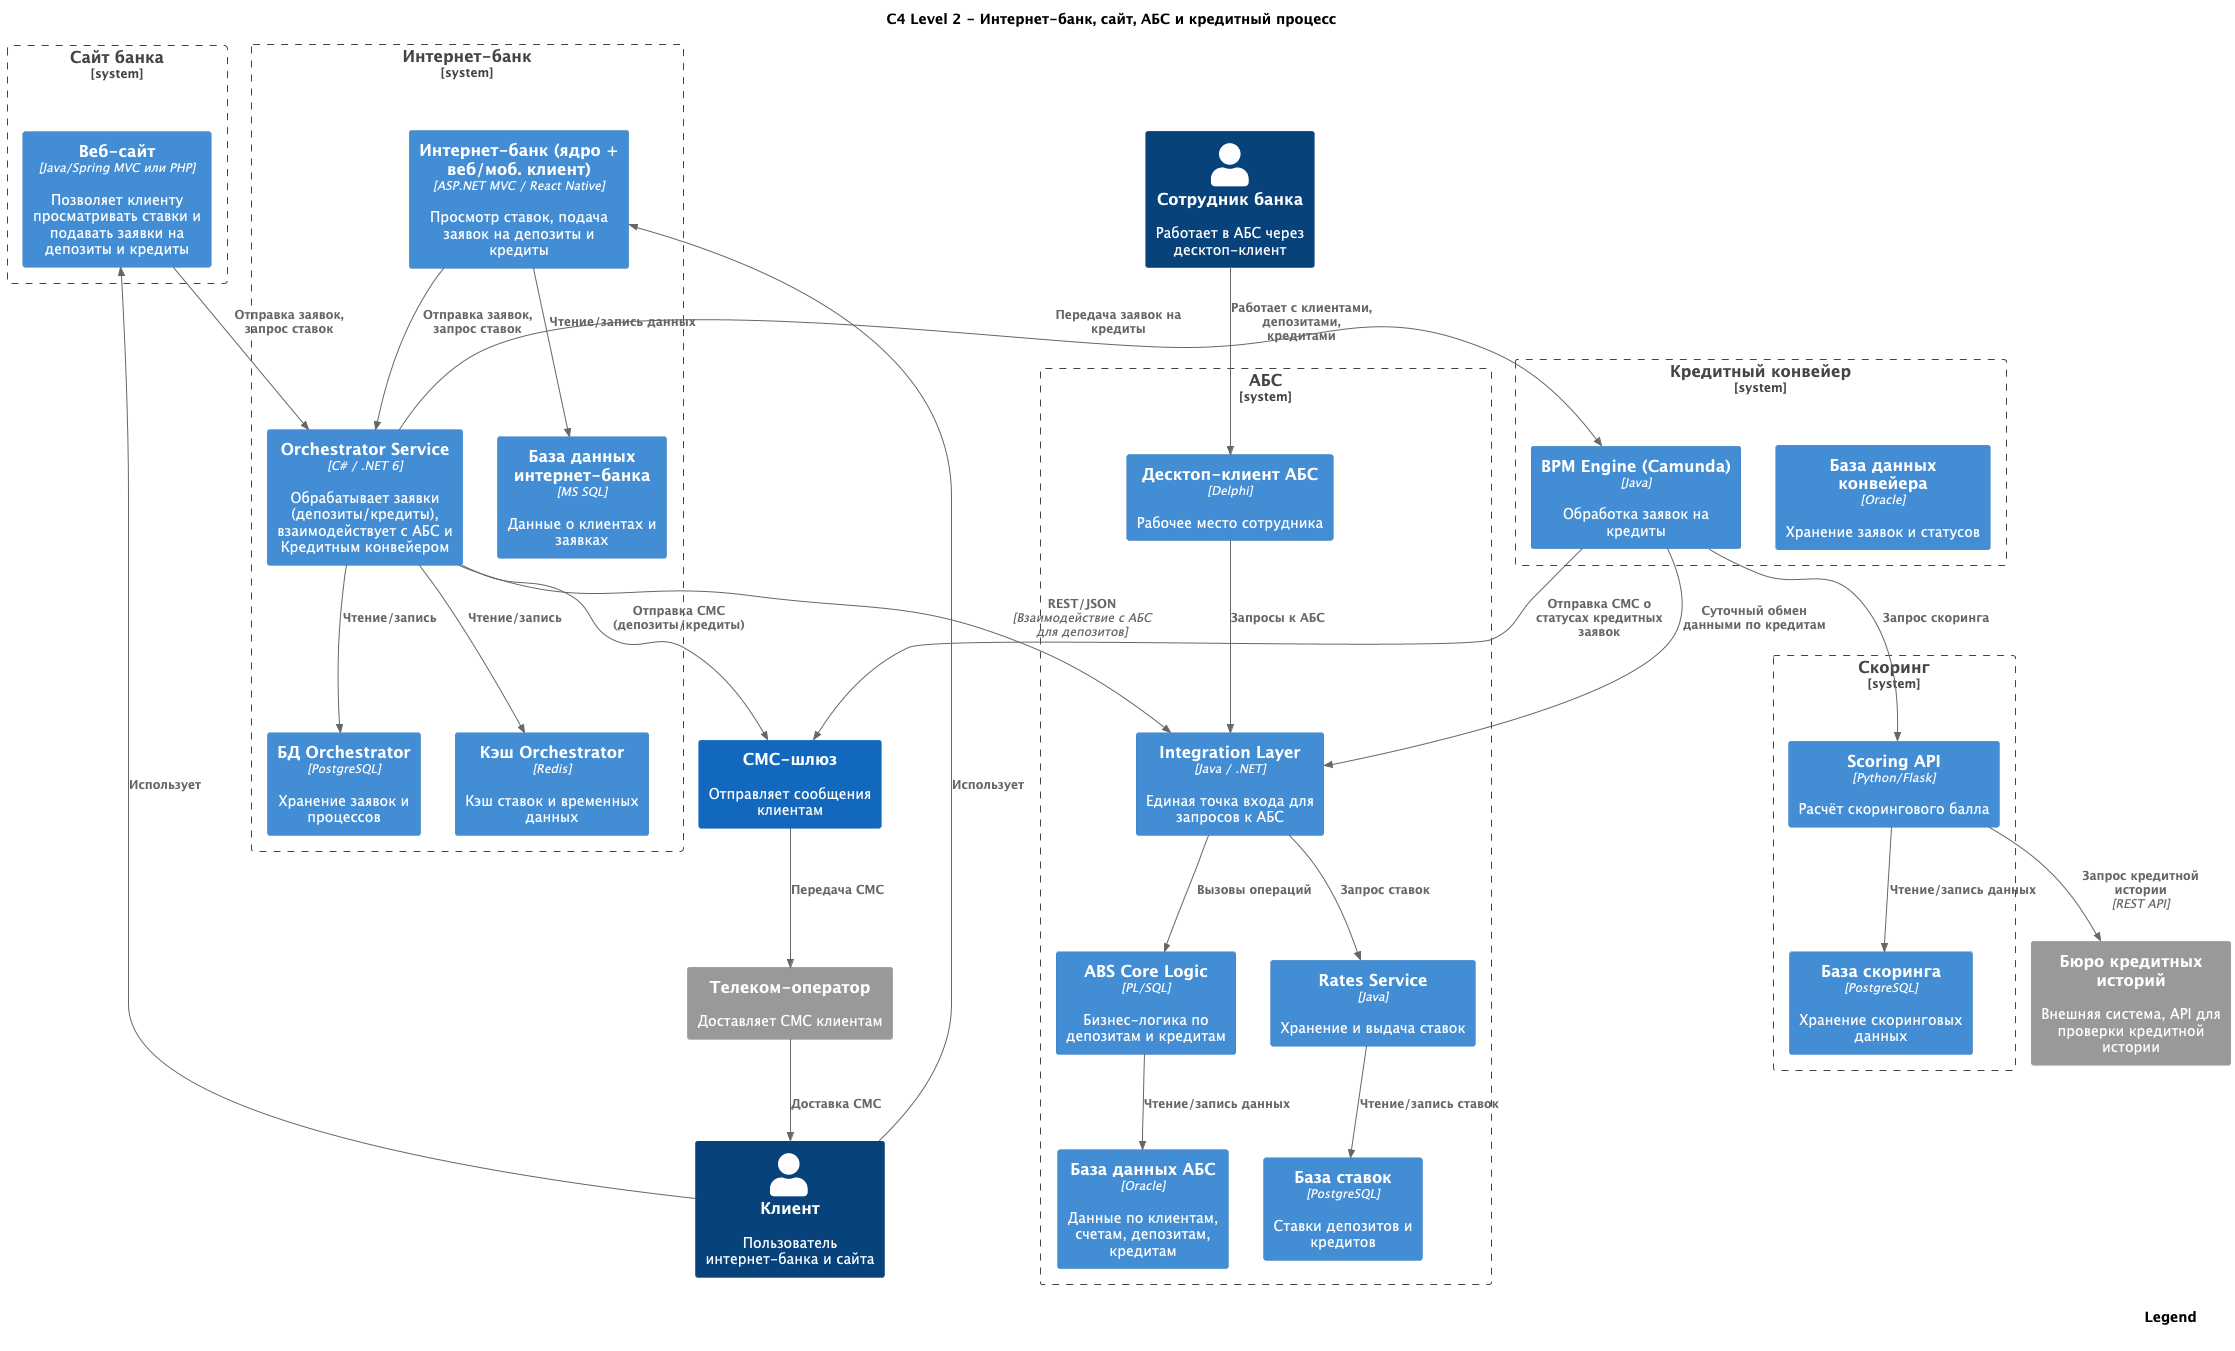 C4 Level 2 – Интернет-банк, сайт, АБС и кредитный процесс
Сайт банка
[system]
Веб-сайт
[Java/Spring MVC или PHP]
Позволяет клиенту
просматривать ставки и
подавать заявки на
депозиты и кредиты
Интернет-банк
[system]
Интернет-банк (ядро +
веб/моб. клиент)
[ASP.NET MVC / React Native]
Просмотр ставок, подача
заявок на депозиты и
кредиты
Сотрудник банка
Работает в АБС через
десктоп-клиент
Отправка заявок,
запрос ставок
Отправка заявок,
запрос ставок
Чтение/запись данных
Передача заявок на
кредиты
Работает с клиентами,
депозитами,
кредитами
Orchestrator Service
[C# / .NET 6]
Обрабатывает заявки
(депозиты/кредиты),
взаимодействует с АБС и
Кредитным конвейером
База данных
интернет-банка
[MS SQL]
Данные о клиентах и
заявках
АБС
[system]
Десктоп-клиент АБС
[Delphi]
Рабочее место сотрудника
Кредитный конвейер
[system]
BPM Engine (Camunda)
[Java]
Обработка заявок на
кредиты
База данных
конвейера
[Oracle]
Хранение заявок и статусов
Чтение/запись
Чтение/запись
Отправка СМС
(депозиты/кредиты)
REST/JSON
[Взаимодействие с АБС
для депозитов]
Запросы к АБС
Отправка СМС о
статусах кредитных
заявок
Суточный обмен
данными по кредитам
Запрос скоринга
БД Orchestrator
[PostgreSQL]
Хранение заявок и
процессов
Кэш Orchestrator
[Redis]
Кэш ставок и временных
данных
СМС-шлюз
Отправляет сообщения
клиентам
Integration Layer
[Java / .NET]
Единая точка входа для
запросов к АБС
Скоринг
[system]
Scoring API
[Python/Flask]
Расчёт скорингового балла
Использует
Использует
Передача СМС
Вызовы операций
Запрос ставок
Чтение/запись данных
Запрос кредитной
истории
[REST API]
Телеком-оператор
Доставляет СМС клиентам
ABS Core Logic
[PL/SQL]
Бизнес-логика по
депозитам и кредитам
Rates Service
[Java]
Хранение и выдача ставок
База скоринга
[PostgreSQL]
Хранение скоринговых
данных
Бюро кредитных
историй
Внешняя система, API для
проверки кредитной
истории
Доставка СМС
Чтение/запись данных
Чтение/запись ставок
Клиент
Пользователь
интернет-банка и сайта
База данных АБС
[Oracle]
Данные по клиентам,
счетам, депозитам,
кредитам
База ставок
[PostgreSQL]
Ставки депозитов и
кредитов
Legend